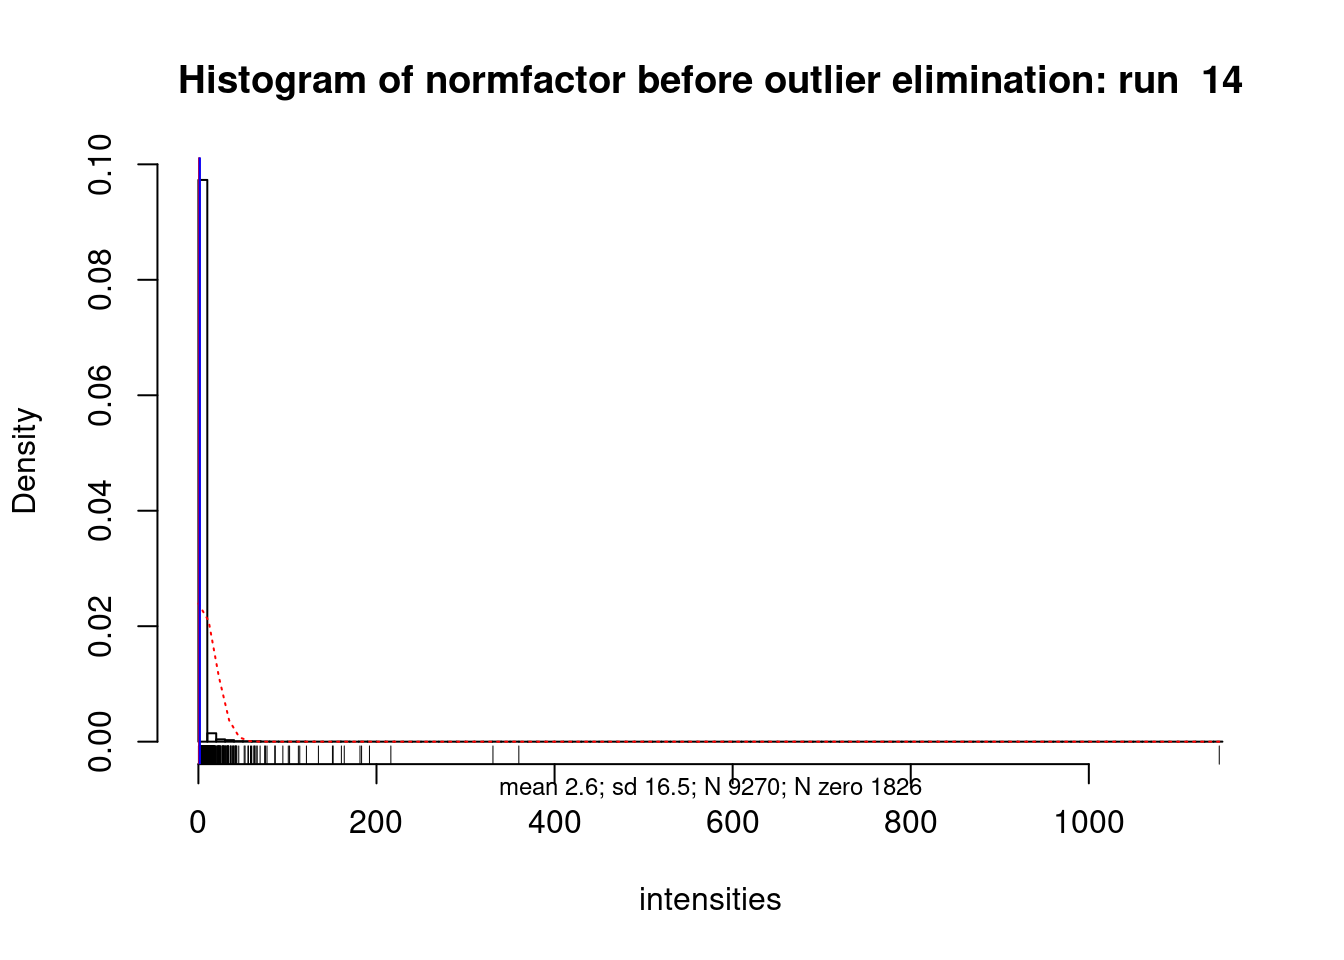 Histogram of normfactor before outlier elimination: run  14
Density
0.00
0.02
0.04
0.06
0.08
0.10
mean 2.6; sd 16.5; N 9270; N zero 1826
0 200 400 600 800 1000
intensities